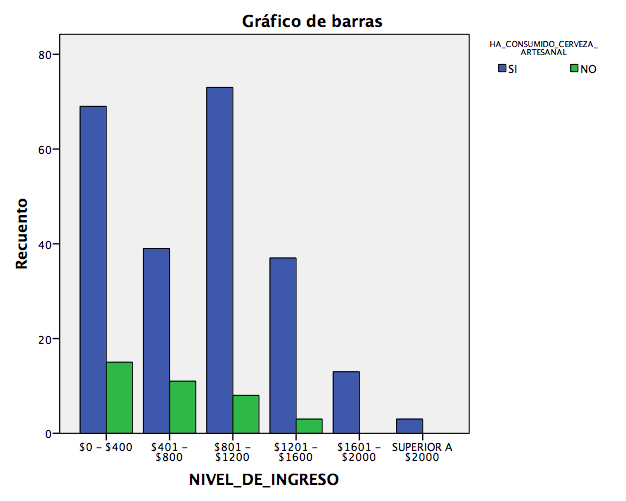 Gráfico de barras
HA_CONSUMIDO_CERVEZA_
ARTESANAL
SI
NO
80
60
40
20
0
Recuento
$0 – $400
$401 –
$800
$801 –
$1200
$1201 –
$1600
$1601 –
$2000
SUPERIOR A
$2000
NIVEL_DE_INGRESO